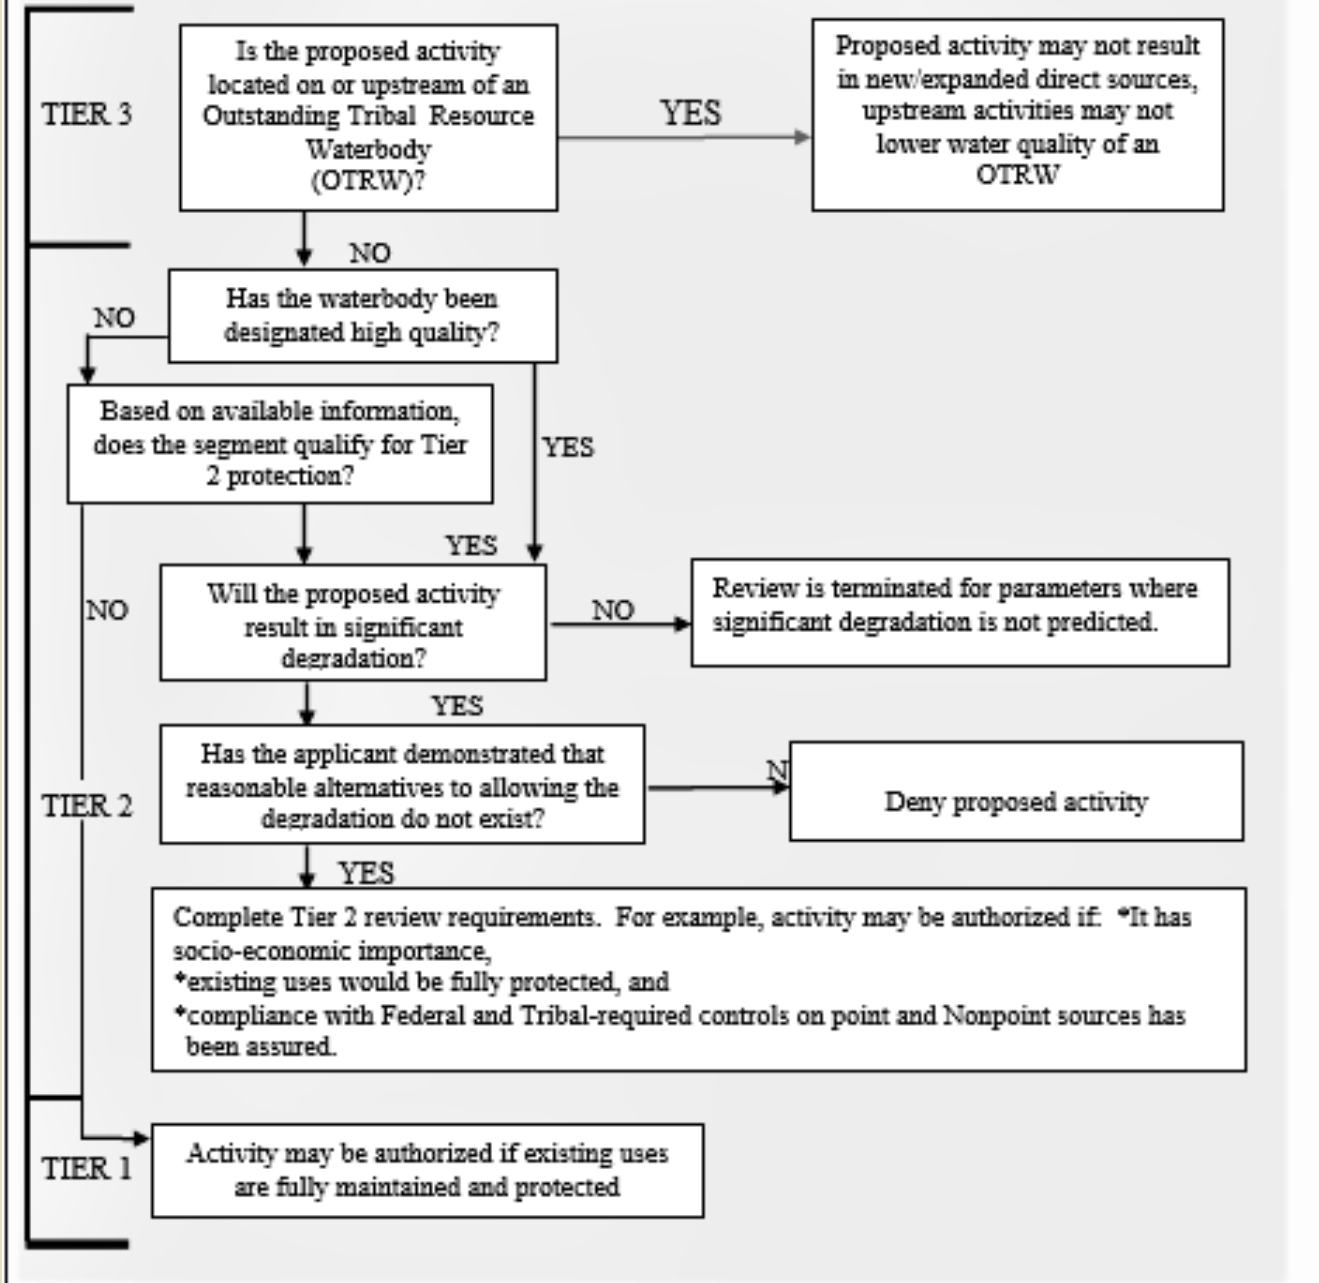 TIER 3
Is the proposed activity
located on or upstream of an
Outstanding Tribal Resource
Waterbody
(OTRW)?
YES
Proposed activity may not result
in new/expanded direct sources,
upstream activities may not
lower water quality of an
OTRW
NO
Has the waterbody been
designated high quality?
NO
Based on available information,
does the segment qualify for Tier
2 protection?
YES
YES
NO
Will the proposed activity
result in significant
degradation?
NO
Review is terminated for parameters where
significant degradation is not predicted.
YES
TIER 2
Has the applicant demonstrated that
reasonable alternatives to allowing the
degradation do not exist?
N
Deny proposed activity
YES
Complete Tier 2 review requirements. For example, activity may be authorized if: *It has
socio-economic importance,
*existing uses would be fully protected, and
*compliance with Federal and Tribal-required controls on point and Nonpoint sources has
been assured.
TIER 1
Activity may be authorized if existing uses
are fully maintained and protected